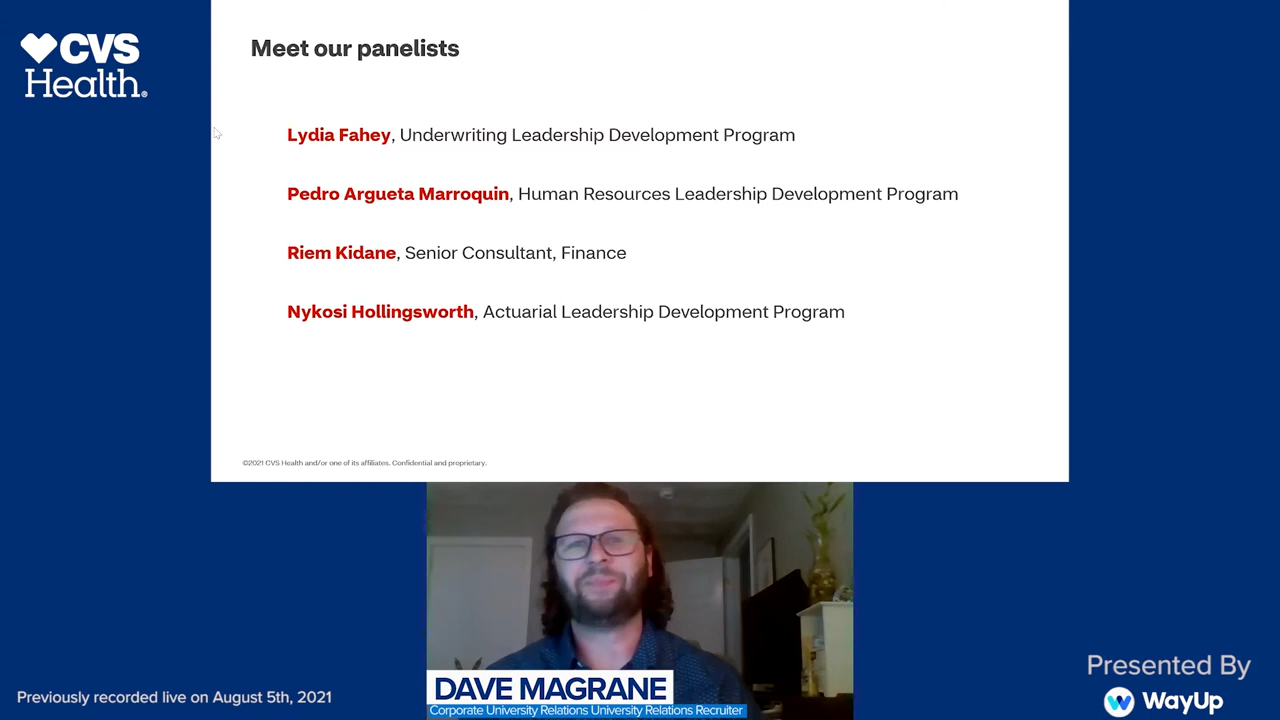 CVS
Health®
Meet our panelists
Lydia Fahey, Underwriting Leadership Development Program
Pedro Argueta Marroquin, Human Resources Leadership Development Program
Riem Kidane, Senior Consultant, Finance
Nykosi Hollingsworth, Actuarial Leadership Development Program
©2021 CVS Health and/or one of its affiliates. Confidential and proprietary.
DAVE MAGRANE
Corporate University Relations University Relations Recruiter
Previously recorded live on August 5th, 2021
Presented By
WayUp